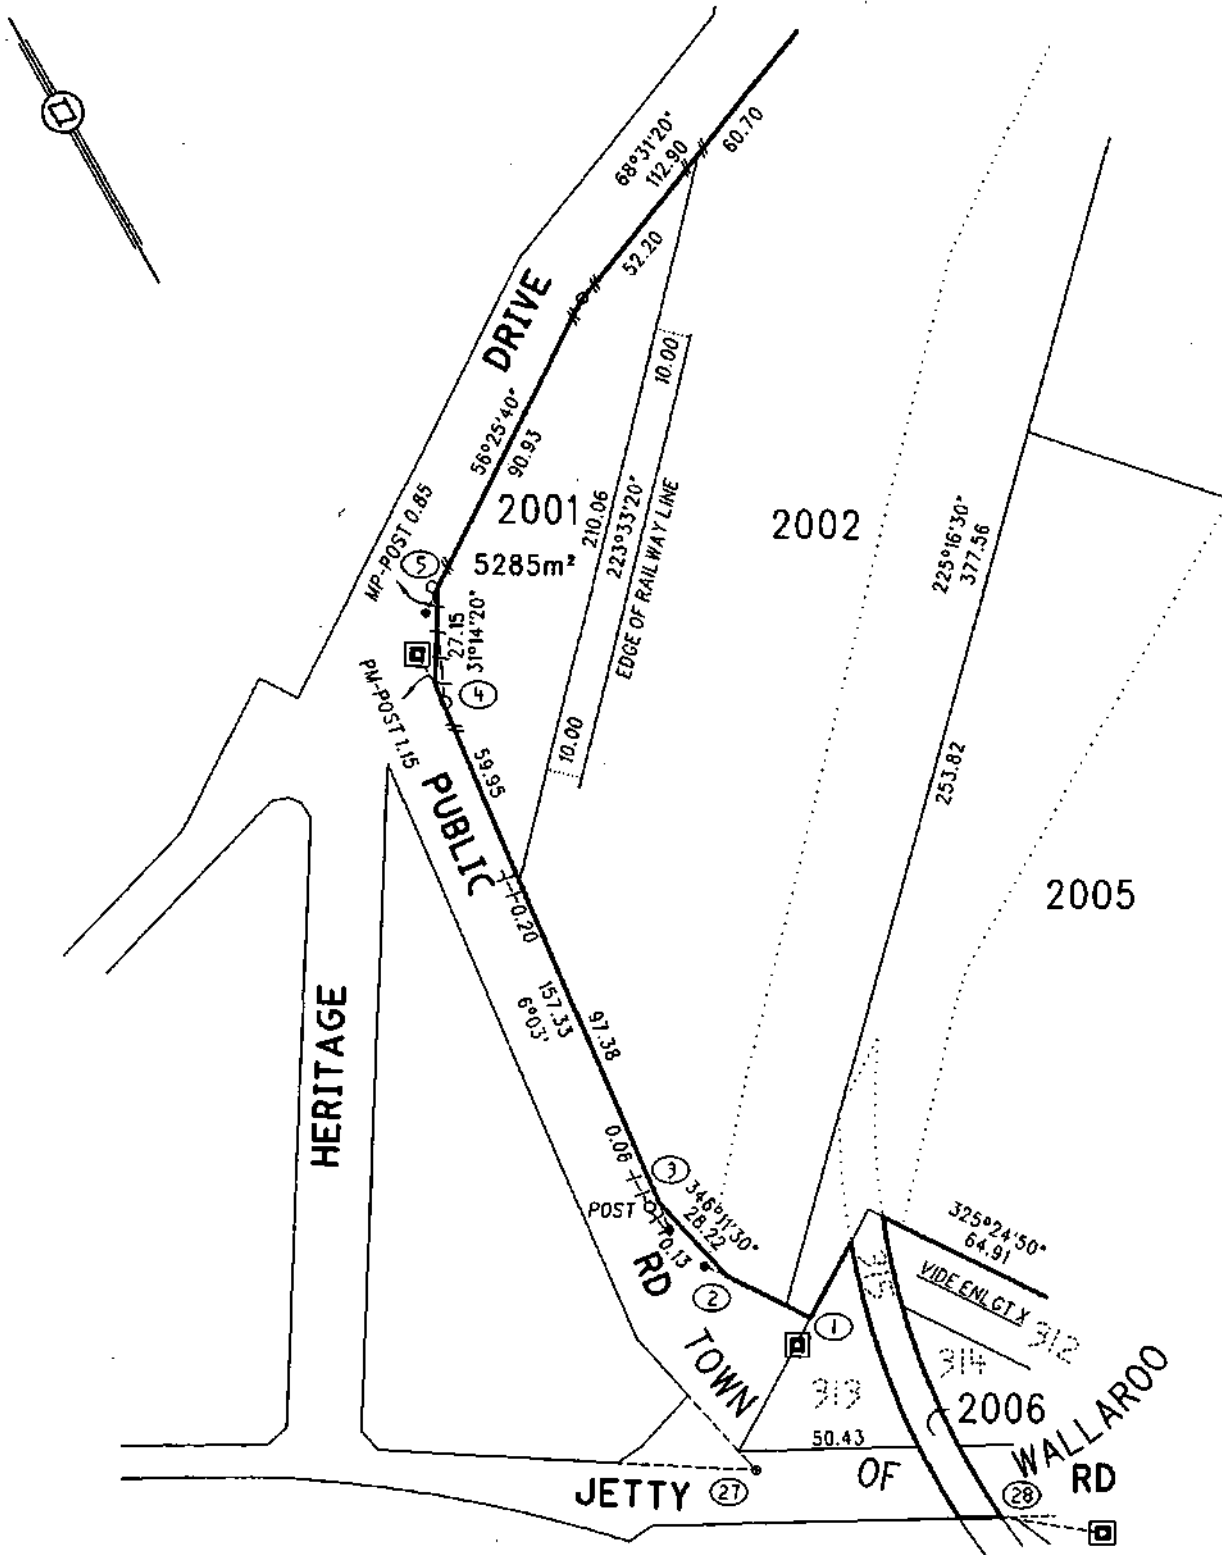 68°31'20"
112.90
60.70
52.20
DRIVE
10.00
56°25'40"
90.93
MP-POST 0.85
5
2001
5285m²
210.06
223°33'20"
EDGE OF RAILWAY LINE
2002
225°16'30"
377.56
27.15
31°14'20"
4
PM-POST 1.15
10.00
59.95
253.82
PUBLIC
0.20
2005
157.33
6°03'
97.38
HERITAGE
0.06
3
346°11'30"
28.22
POST
0.13
RD
2
1
325°24'50"
64.91
VIDE ENLGT X
312
315
TOWN
313
314
2006
50.43
OF
WALLAROO
JETTY
27
28
RD